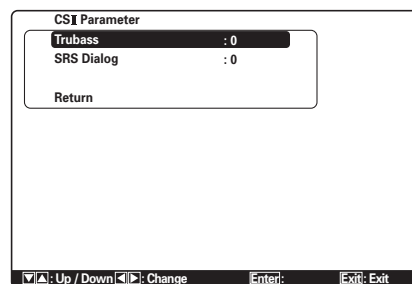 CSⅡ Parameter
Trubass : 0
SRS Dialog : 0
Return
▼▲: Up / Down ◀▶: Change Enter: Exit: Exit